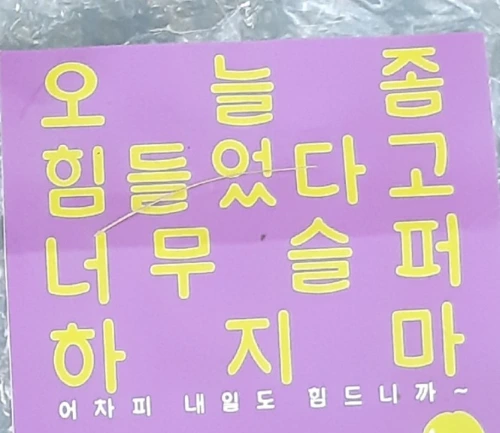 오늘 좀
힘들었다고
너무 슬퍼
하지마
어차피 내일도 힘드니까~